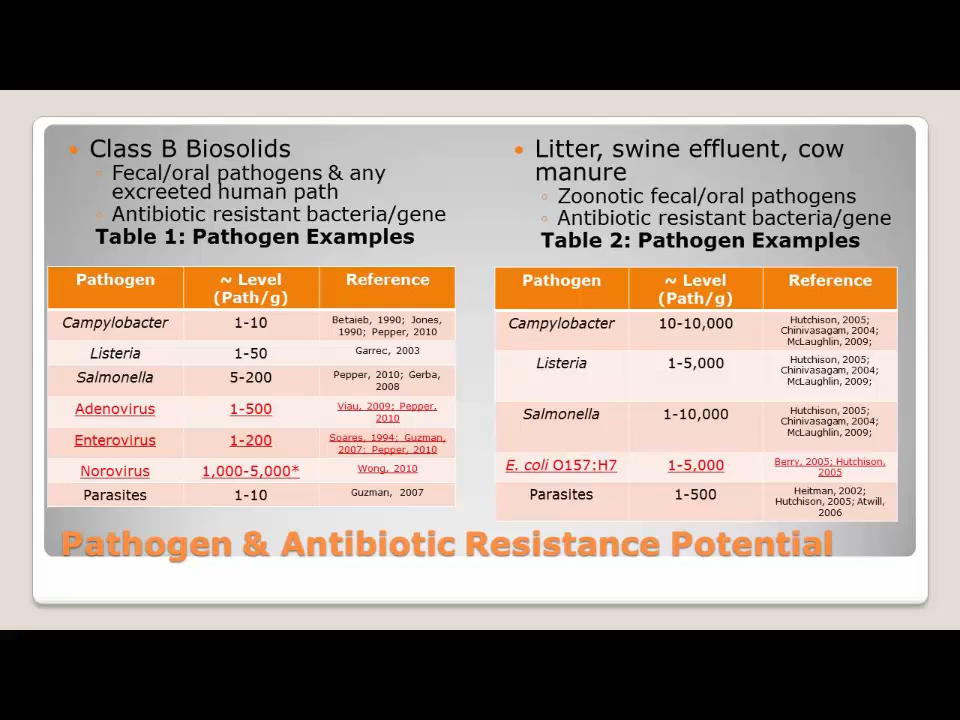 Class B Biosolids
Fecal/oral pathogens & any
excreeted human path
Antibiotic resistant bacteria/gene
Table 1: Pathogen Examples
Pathogen ~ Level (Path/g) Reference
Campylobacter 1-10 Betaieb, 1990; Jones, 1990; Pepper, 2010
Listeria 1-50 Garrec, 2003
Salmonella 5-200 Pepper, 2010; Gerba, 2008
Adenovirus 1-500 Viau, 2009; Pepper, 2010
Enterovirus 1-200 Soares, 1994; Guzman, 2007; Pepper, 2010
Norovirus 1,000-5,000* Wong, 2010
Parasites 1-10 Guzman, 2007
Litter, swine effluent, cow
manure
Zoonotic fecal/oral pathogens
Antibiotic resistant bacteria/gene
Table 2: Pathogen Examples
Pathogen ~ Level (Path/g) Reference
Campylobacter 10-10,000 Hutchison, 2005; Chinivasagam, 2004; McLaughlin, 2009;
Listeria 1-5,000 Hutchison, 2005; Chinivasagam, 2004; McLaughlin, 2009;
Salmonella 1-10,000 Hutchison, 2005; Chinivasagam, 2004; McLaughlin, 2009;
E. coli O157:H7 1-5,000 Berry, 2005; Hutchison, 2005
Parasites 1-500 Heitman, 2002; Hutchison, 2005; Atwill, 2006
Pathogen & Antibiotic Resistance Potential